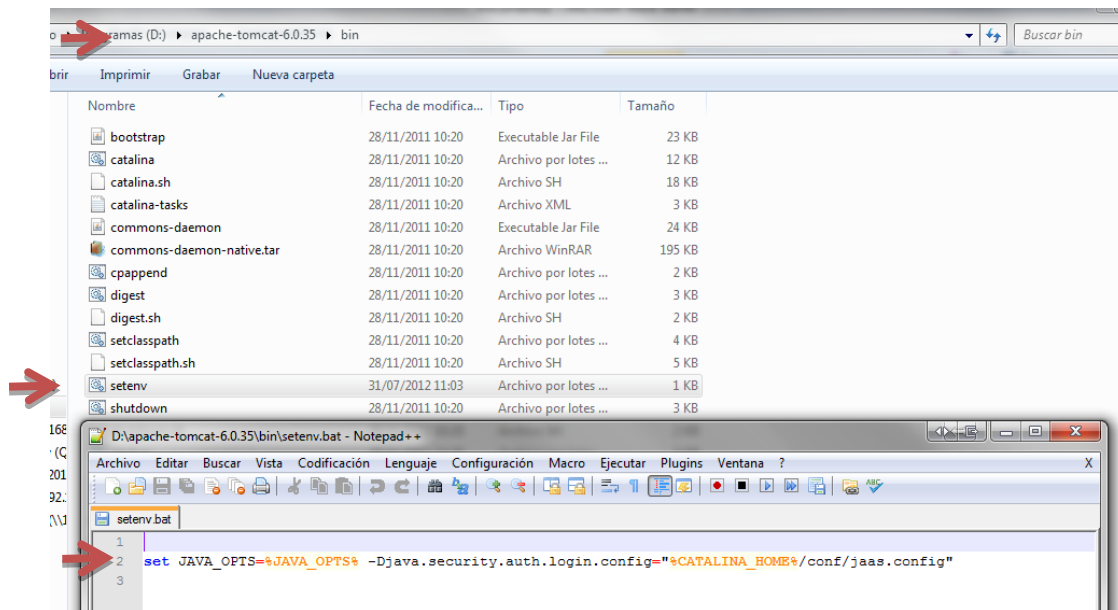 ramas (D:) ▸ apache-tomcat-6.0.35 ▸ bin Buscar bin
brir Imprimir Grabar Nueva carpeta
Nombre Fecha de modifica... Tipo Tamaño
bootstrap 28/11/2011 10:20 Executable Jar File 23 KB
catalina 28/11/2011 10:20 Archivo por lotes ... 12 KB
catalina.sh 28/11/2011 10:20 Archivo SH 18 KB
catalina-tasks 28/11/2011 10:20 Archivo XML 3 KB
commons-daemon 28/11/2011 10:20 Executable Jar File 24 KB
commons-daemon-native.tar 28/11/2011 10:20 Archivo WinRAR 195 KB
cpappend 28/11/2011 10:20 Archivo por lotes ... 2 KB
digest 28/11/2011 10:20 Archivo por lotes ... 3 KB
digest.sh 28/11/2011 10:20 Archivo SH 2 KB
setclasspath 28/11/2011 10:20 Archivo por lotes ... 4 KB
setclasspath.sh 28/11/2011 10:20 Archivo SH 5 KB
setenv 31/07/2012 11:03 Archivo por lotes ... 1 KB
shutdown 28/11/2011 10:20 Archivo por lotes ... 3 KB
168
(Q
201
92.
(\\1
D:\apache-tomcat-6.0.35\bin\setenv.bat - Notepad++
Archivo Editar Buscar Vista Codificación Lenguaje Configuración Macro Ejecutar Plugins Ventana ? X
setenv.bat
1
2 set JAVA_OPTS=%JAVA_OPTS% -Djava.security.auth.login.config="%CATALINA_HOME%/conf/jaas.config"
3